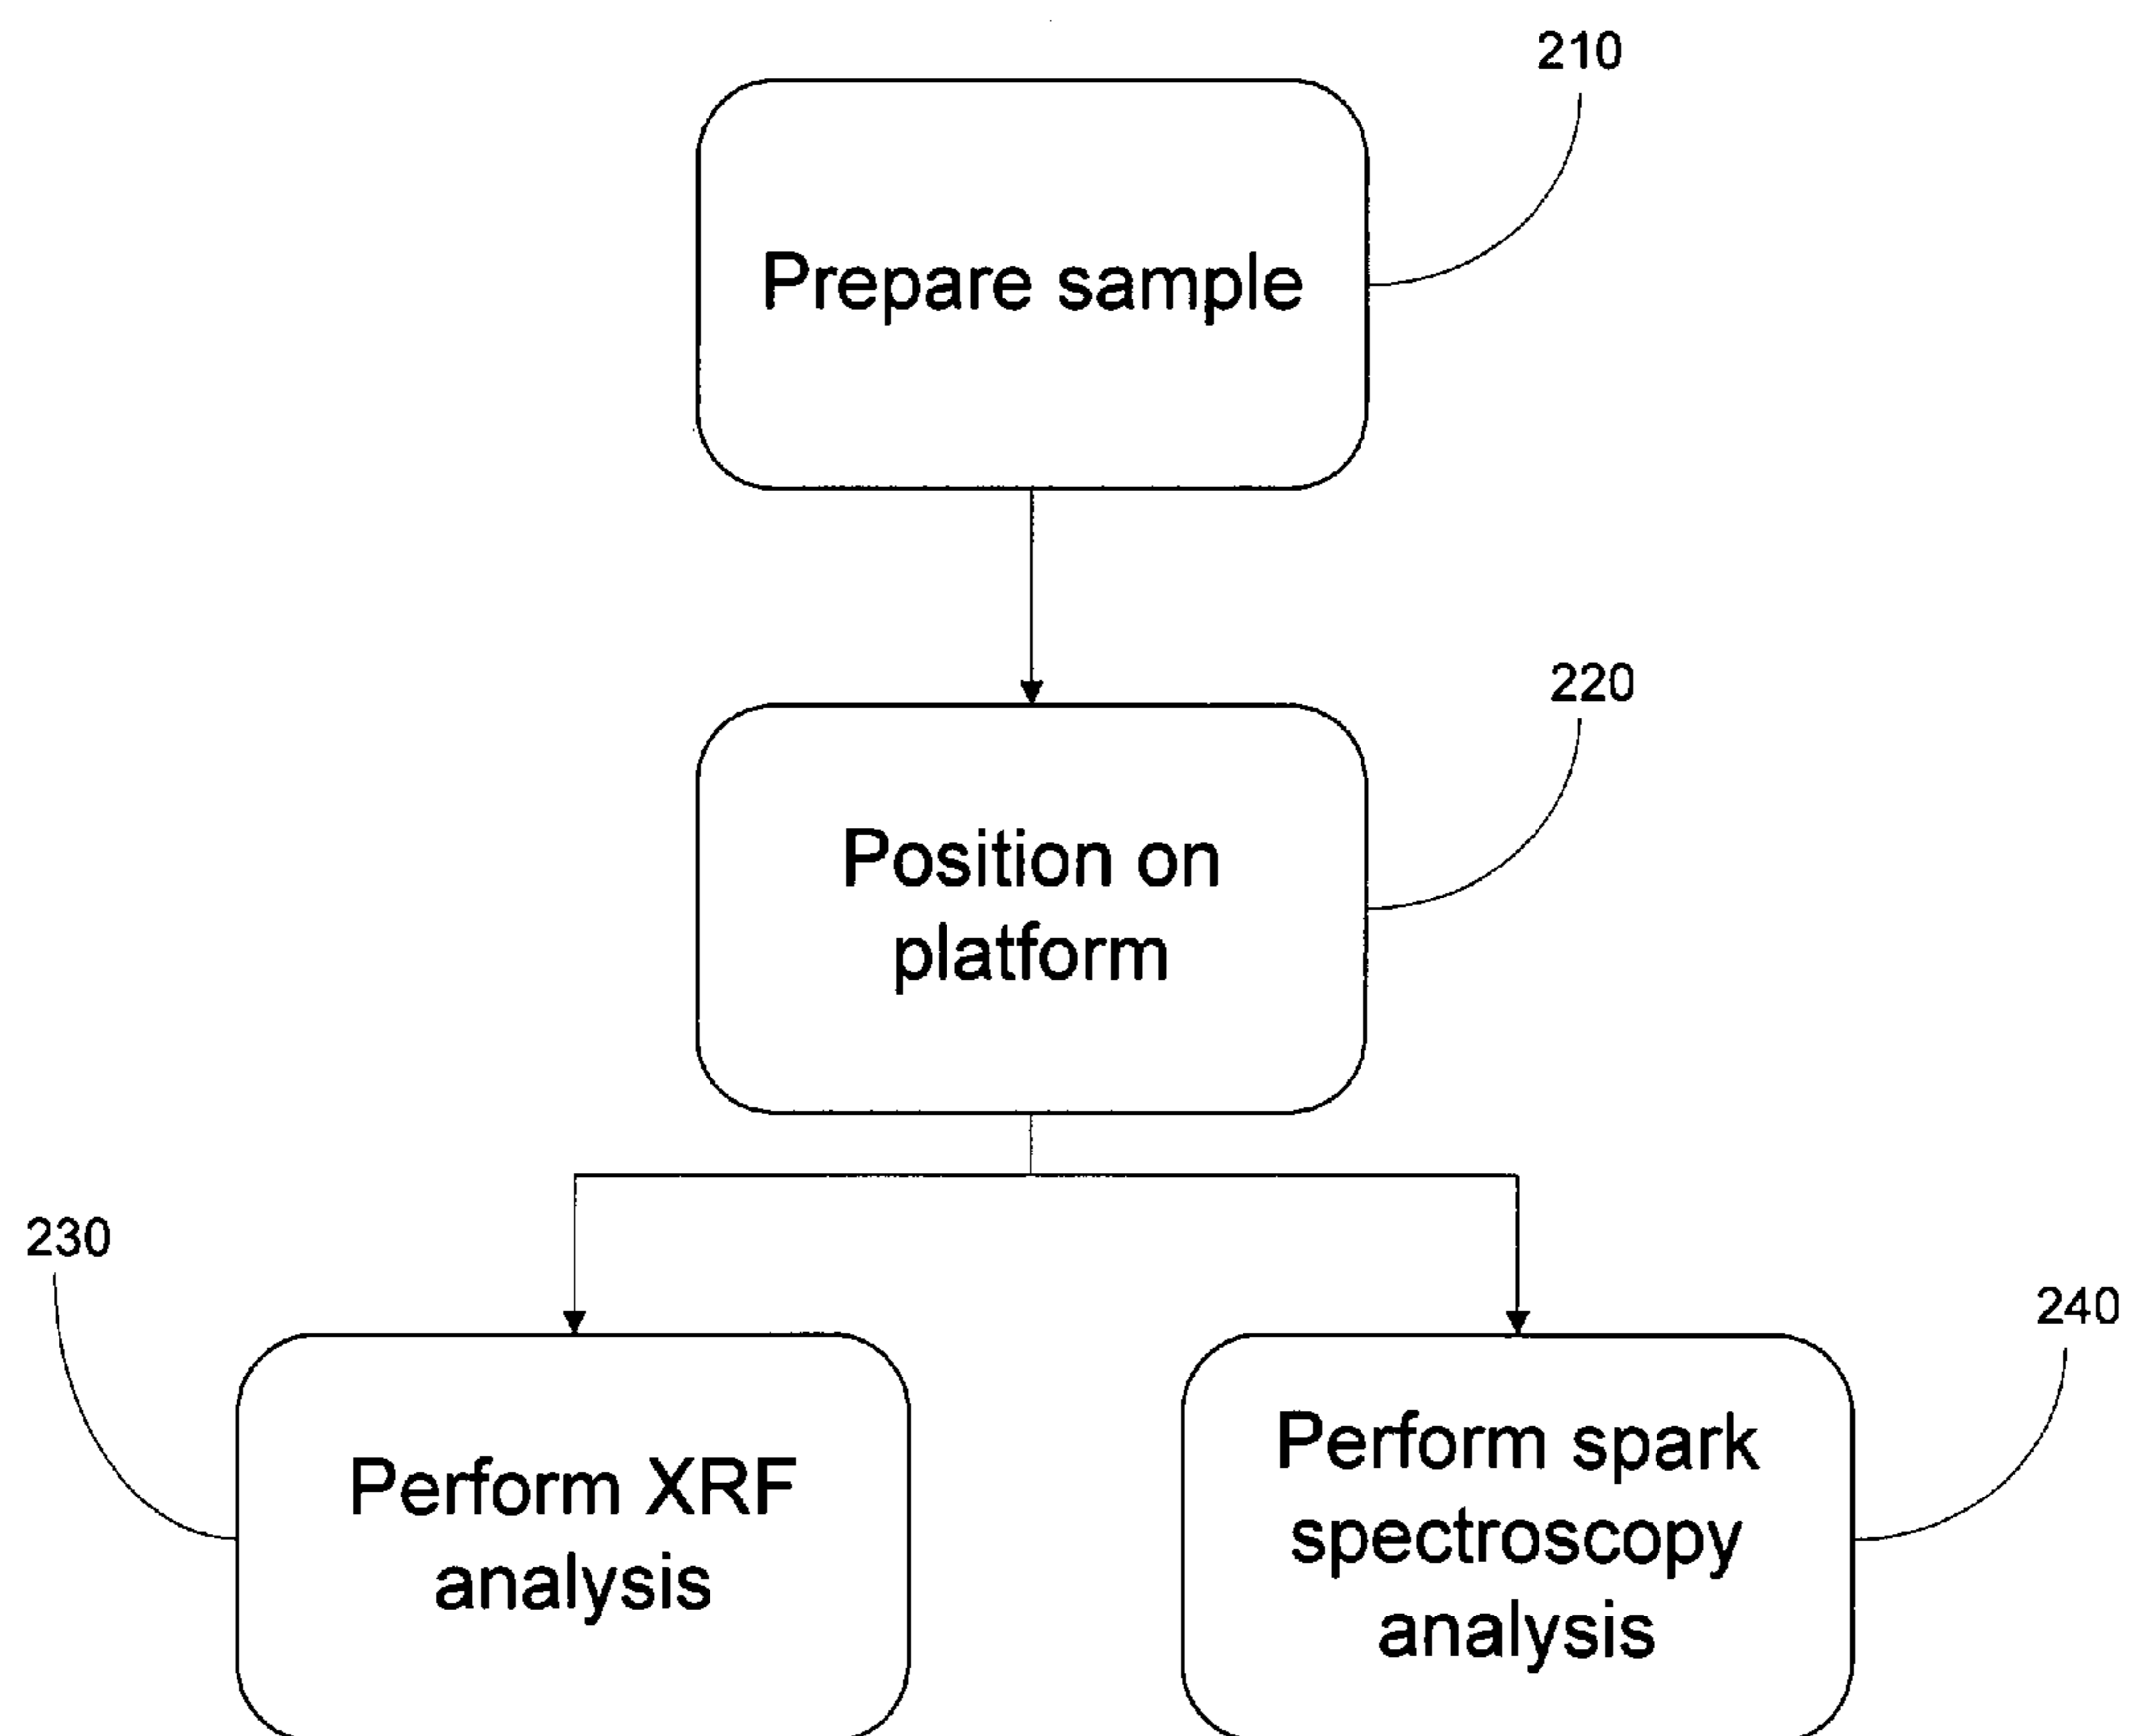 210
Prepare sample
220
Position on
platform
230
Perform XRF
analysis
240
Perform spark
spectroscopy
analysis